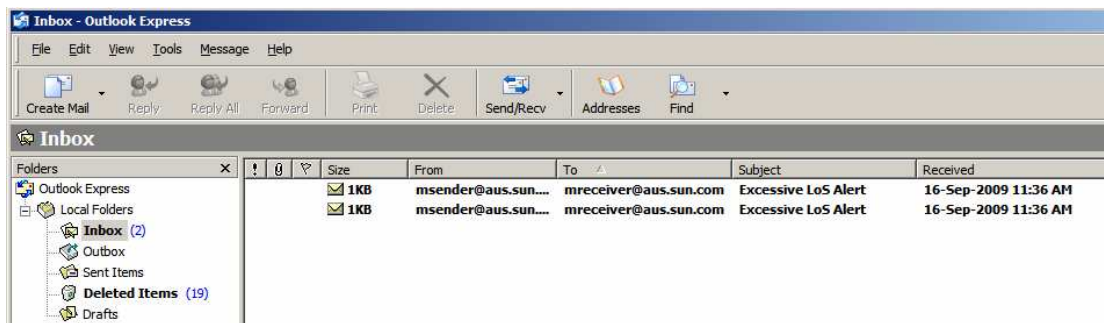 Inbox - Outlook Express
File Edit View Tools Message Help
Create Mail Reply Reply All Forward Print Delete Send/Recv Addresses Find
Inbox
Folders x ! Size From To Subject Received
Outlook Express 1KB msender@aus.sun.... mreceiver@aus.sun.com Excessive LoS Alert 16-Sep-2009 11:36 AM
Local Folders 1KB msender@aus.sun.... mreceiver@aus.sun.com Excessive LoS Alert 16-Sep-2009 11:36 AM
Inbox (2)
Outbox
Sent Items
Deleted Items (19)
Drafts